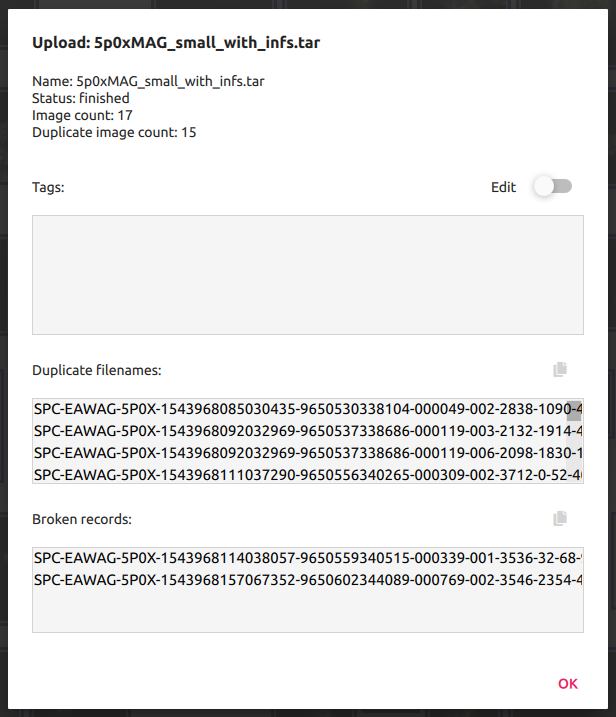 Upload: 5p0xMAG_small_with_infs.tar
Name: 5p0xMAG_small_with_infs.tar
Status: finished
Image count: 17
Duplicate image count: 15
Tags:
Edit
Duplicate filenames:
SPC-EAWAG-5P0X-1543968085030435-9650530338104-000049-002-2838-1090-4
SPC-EAWAG-5P0X-1543968092032969-9650537338686-000119-003-2132-1914-4
SPC-EAWAG-5P0X-1543968092032969-9650537338686-000119-006-2098-1830-1
SPC-EAWAG-5P0X-1543968111037290-9650556340265-000309-002-3712-0-52-4
Broken records:
SPC-EAWAG-5P0X-1543968114038057-9650559340515-000339-001-3536-32-68-
SPC-EAWAG-5P0X-1543968157067352-9650602344089-000769-002-3546-2354-4
OK